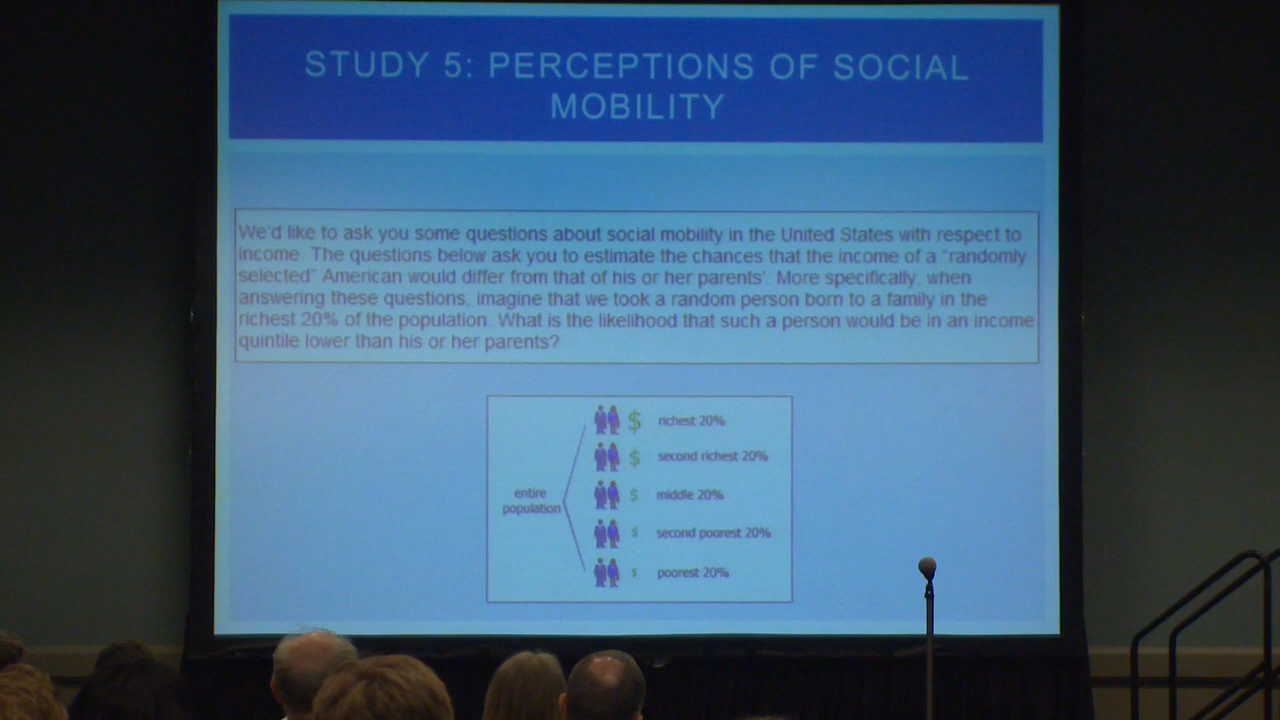 STUDY 5: PERCEPTIONS OF SOCIAL
MOBILITY
We'd like to ask you some questions about social mobility in the United States with respect to
income. The questions below ask you to estimate the chances that the income of a "randomly
selected" American would differ from that of his or her parents'. More specifically, when
answering these questions, imagine that we took a random person born to a family in the
richest 20% of the population. What is the likelihood that such a person would be in an income
quintile lower than his or her parents?
$ richest 20%
$ second richest 20%
entire
population
$ middle 20%
$ second poorest 20%
$ poorest 20%